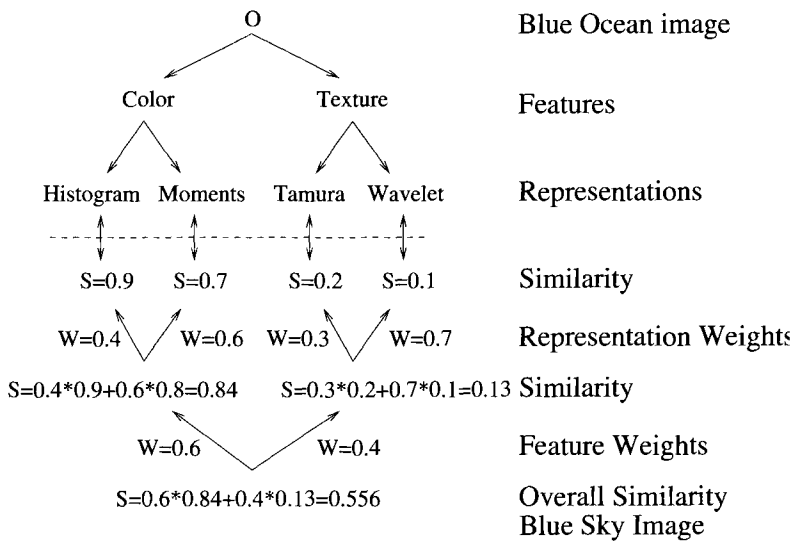 O Blue Ocean image
Color Texture Features
Histogram Moments Tamura Wavelet Representations
S=0.9 S=0.7 S=0.2 S=0.1 Similarity
W=0.4 W=0.6 W=0.3 W=0.7 Representation Weights
S=0.4*0.9+0.6*0.8=0.84 S=0.3*0.2+0.7*0.1=0.13 Similarity
W=0.6 W=0.4 Feature Weights
S=0.6*0.84+0.4*0.13=0.556 Overall Similarity
Blue Sky Image